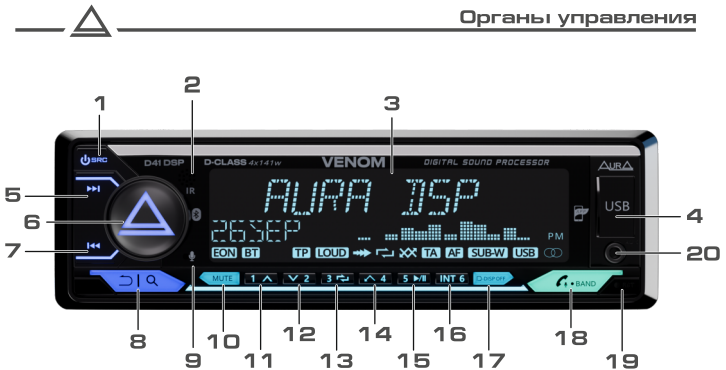 Органы управления
1
2
3
SRC
D41 DSP
D-CLASS 4x141w
VENOM
DIGITAL SOUND PROCESSOR
AURA
5
IR
AURA DSP
USB
4
6
26SEP
PM
7
EON BT TP LOUD TA AF SUB-W USB
20
MUTE
1
2
3
4
5
INT 6
DISP OFF
BAND
8
9
10
11
12
13
14
15
16
17
18
19